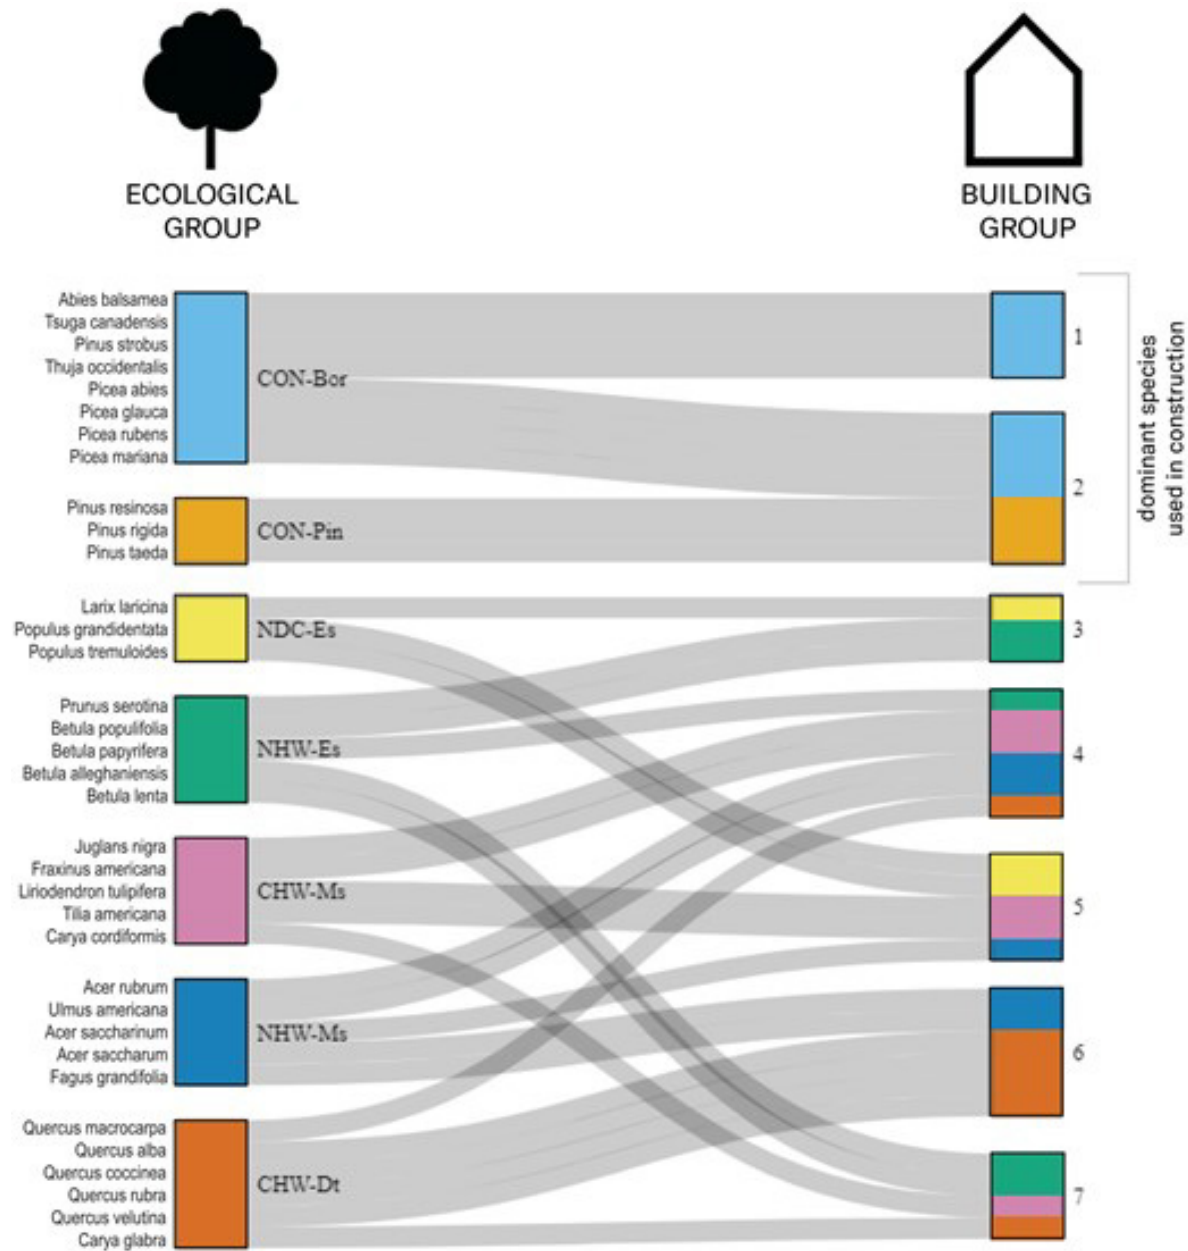 ECOLOGICAL
GROUP
BUILDING
GROUP
Abies balsamea
Tsuga canadensis
Pinus strobus
Thuja occidentalis
Picea abies
Picea glauca
Picea rubens
Picea mariana
CON-Bor
Pinus resinosa
Pinus rigida
Pinus taeda
CON-Pin
Larix laricina
Populus grandidentata
Populus tremuloides
NDC-Es
Prunus serotina
Betula populifolia
Betula papyrifera
Betula alleghaniensis
Betula lenta
NHW-Es
Juglans nigra
Fraxinus americana
Liriodendron tulipifera
Tilia americana
Carya cordiformis
CHW-Ms
Acer rubrum
Ulmus americana
Acer saccharinum
Acer saccharum
Fagus grandifolia
NHW-Ms
Quercus macrocarpa
Quercus alba
Quercus coccinea
Quercus rubra
Quercus velutina
Carya glabra
CHW-Dt
1
2
3
4
5
6
7
dominant species
used in construction